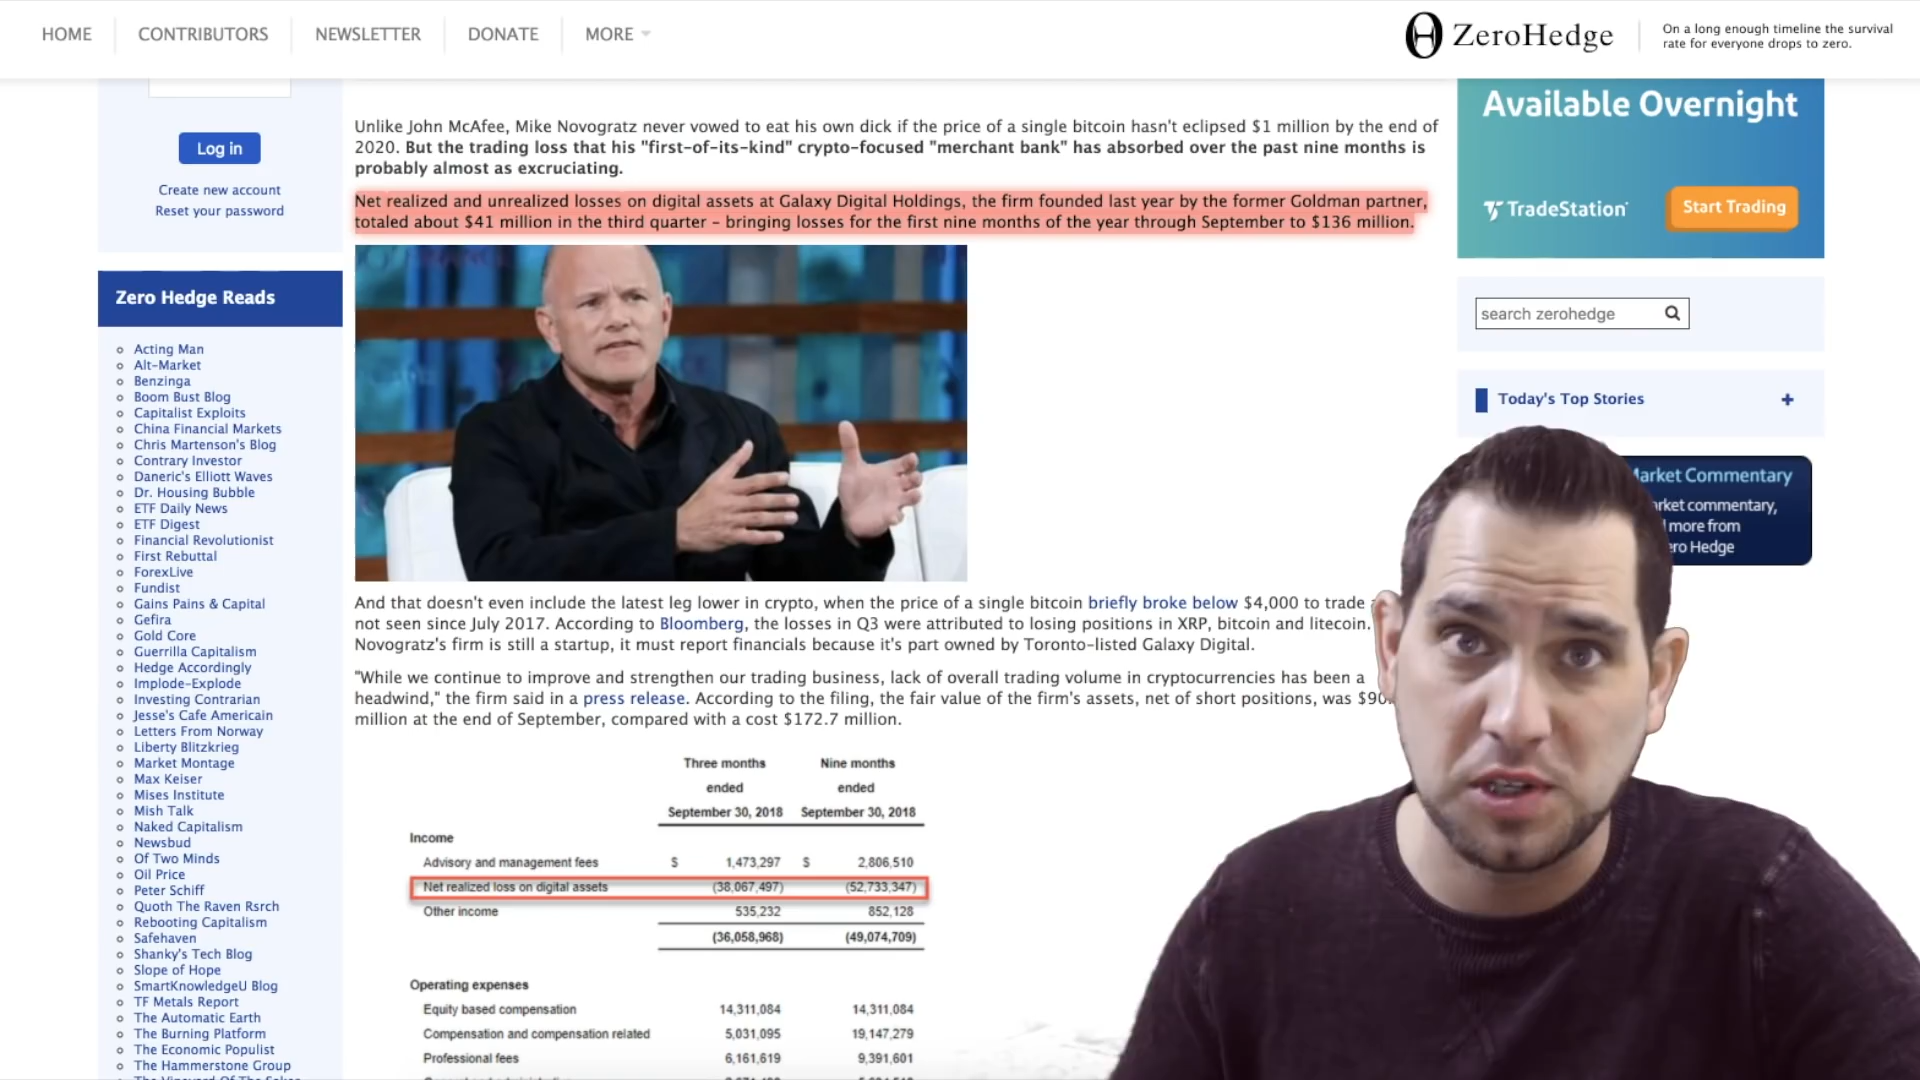 HOME
CONTRIBUTORS
NEWSLETTER
DONATE
MORE
ZeroHedge
On a long enough timeline the survival
rate for everyone drops to zero.
Log in
Create new account
Reset your password
Zero Hedge Reads
Acting Man
Alt-Market
Benzinga
Boom Bust Blog
Capitalist Exploits
China Financial Markets
Chris Martenson's Blog
Contrary Investor
Daneric's Elliott Waves
Dr. Housing Bubble
ETF Daily News
ETF Digest
Financial Revolutionist
First Rebuttal
ForexLive
Fundist
Gains Pains & Capital
Gefira
Gold Core
Guerrilla Capitalism
Hedge Accordingly
Implode-Explode
Investing Contrarian
Jesse's Cafe Americain
Letters From Norway
Liberty Blitzkrieg
Market Montage
Max Keiser
Mises Institute
Mish Talk
Naked Capitalism
Newsbud
Of Two Minds
Oil Price
Peter Schiff
Quoth The Raven Rsrch
Rebooting Capitalism
Safehaven
Shanky's Tech Blog
Slope of Hope
SmartKnowledgeU Blog
TF Metals Report
The Automatic Earth
The Burning Platform
The Economic Populist
The Hammerstone Group
Unlike John McAfee, Mike Novogratz never vowed to eat his own dick if the price of a single bitcoin hasn't eclipsed $1 million by the end of
2020. But the trading loss that his "first-of-its-kind" crypto-focused "merchant bank" has absorbed over the past nine months is
probably almost as excruciating.
Net realized and unrealized losses on digital assets at Galaxy Digital Holdings, the firm founded last year by the former Goldman partner,
totaled about $41 million in the third quarter – bringing losses for the first nine months of the year through September to $136 million.
And that doesn't even include the latest leg lower in crypto, when the price of a single bitcoin briefly broke below $4,000 to trade
not seen since July 2017. According to Bloomberg, the losses in Q3 were attributed to losing positions in XRP, bitcoin and litecoin.
Novogratz's firm is still a startup, it must report financials because it's part owned by Toronto-listed Galaxy Digital.
"While we continue to improve and strengthen our trading business, lack of overall trading volume in cryptocurrencies has been a
headwind," the firm said in a press release. According to the filing, the fair value of the firm's assets, net of short positions, was
million at the end of September, compared with a cost $172.7 million.
Three months Nine months
ended ended
September 30, 2018 September 30, 2018
Income
Advisory and management fees $ 1,473,297 $ 2,806,510
Net realized loss on digital assets (38,067,497) (52,733,347)
Other income 535,232 852,128
(36,058,968) (49,074,709)
Operating expenses
Equity based compensation 14,311,084 14,311,084
Compensation and compensation related 5,031,095 19,147,279
Professional fees 6,161,619 9,391,601
Available Overnight
TradeStation
Start Trading
search zerohedge
Today's Top Stories +
Market Commentary
commentary,
more from
Hedge